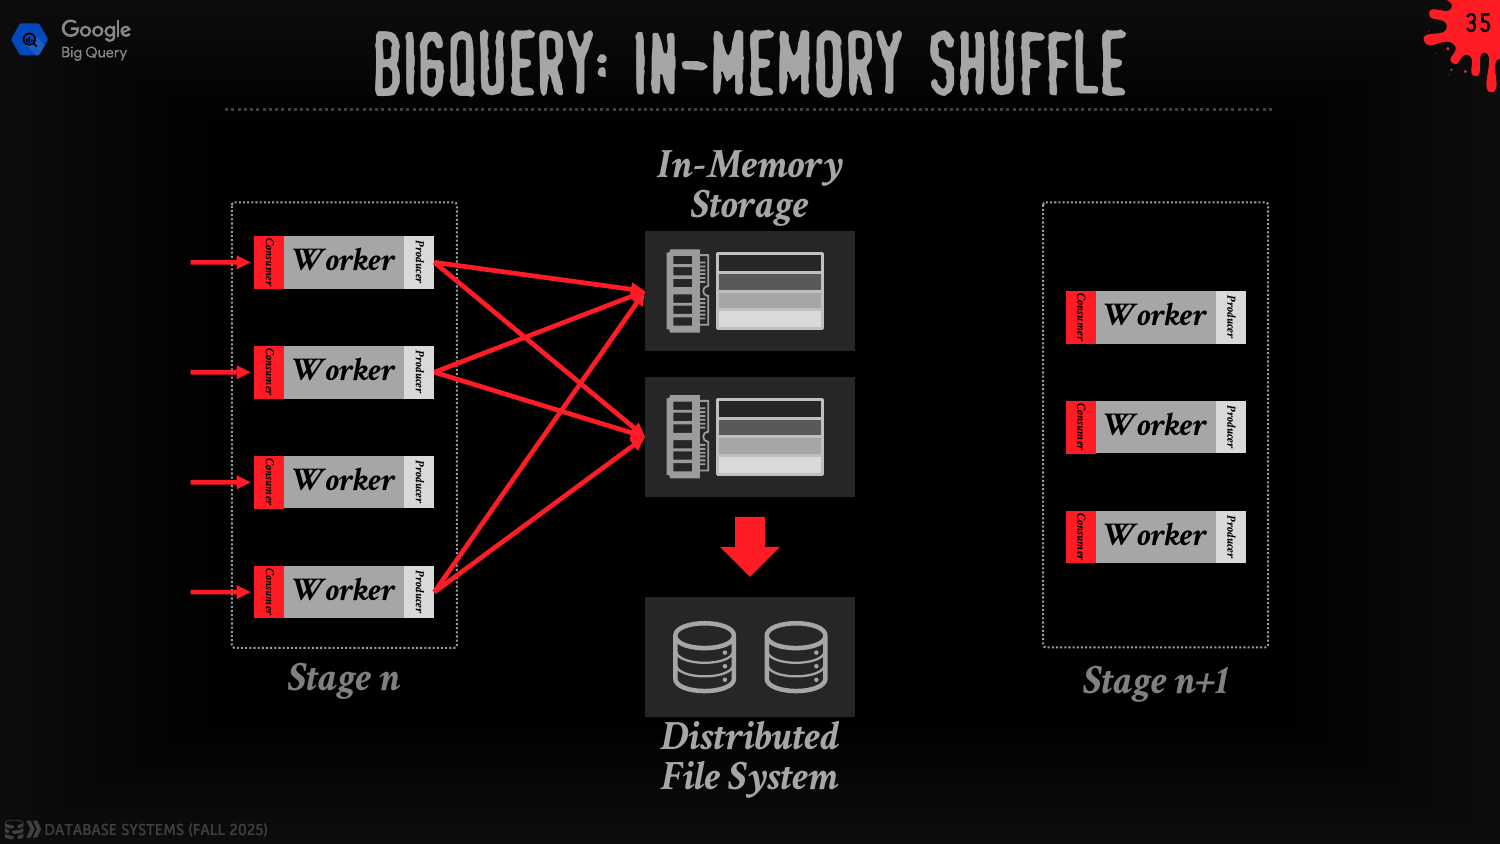 Google
Big Query
BIGQUERY: IN-MEMORY SHUFFLE
35
In-Memory
Storage
Consumer Worker Producer
Consumer Worker Producer
Consumer Worker Producer
Consumer Worker Producer
Stage n
Consumer Worker Producer
Consumer Worker Producer
Consumer Worker Producer
Stage n+1
Distributed
File System
DATABASE SYSTEMS (FALL 2025)